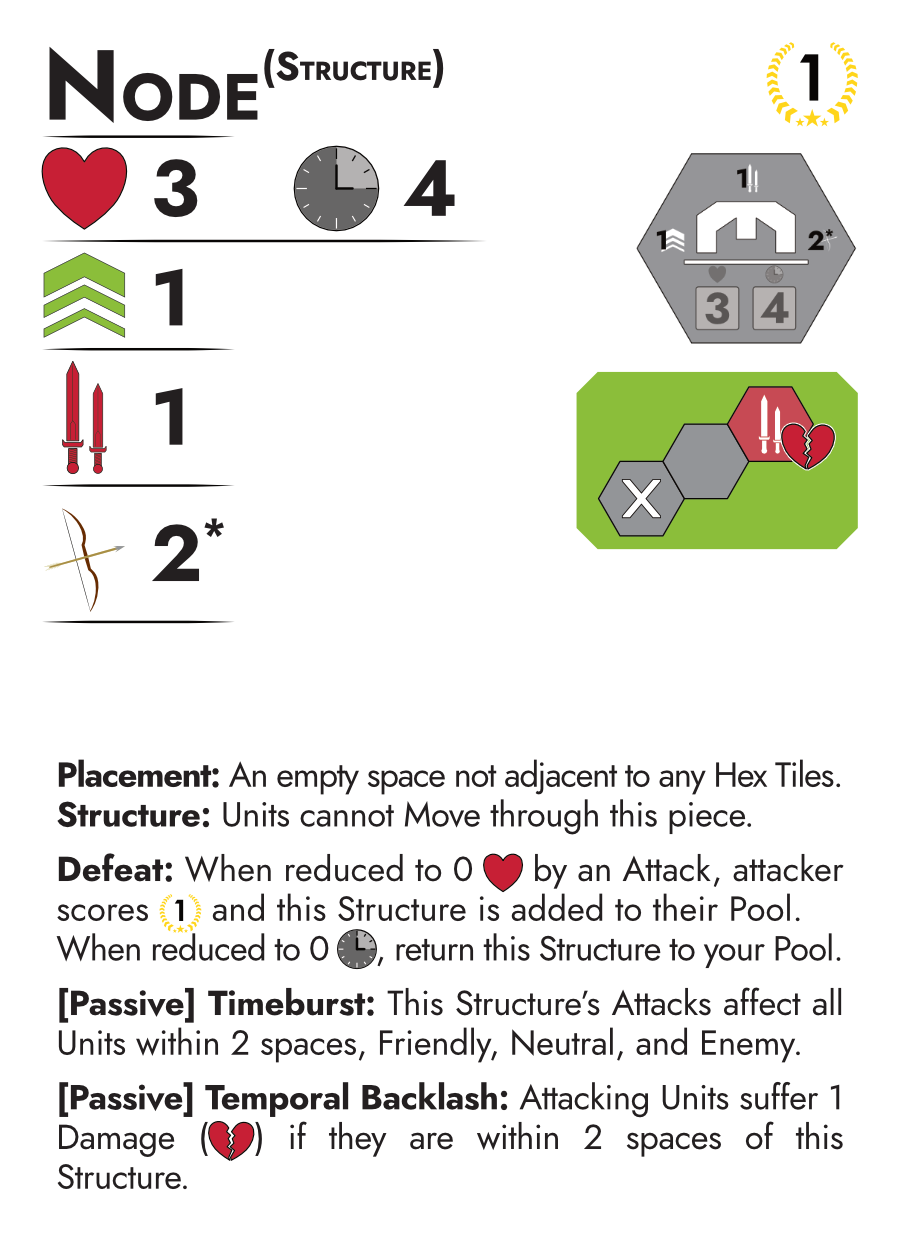 Node (Structure)
1
3 4
1
1
2*
1
1 2*
3 4
X
Placement: An empty space not adjacent to any Hex Tiles.
Structure: Units cannot Move through this piece.
Defeat: When reduced to 0 by an Attack, attacker
scores 1 and this Structure is added to their Pool.
When reduced to 0 , return this Structure to your Pool.
[Passive] Timeburst: This Structure’s Attacks affect all
Units within 2 spaces, Friendly, Neutral, and Enemy.
[Passive] Temporal Backlash: Attacking Units suffer 1
Damage ( ) if they are within 2 spaces of this
Structure.